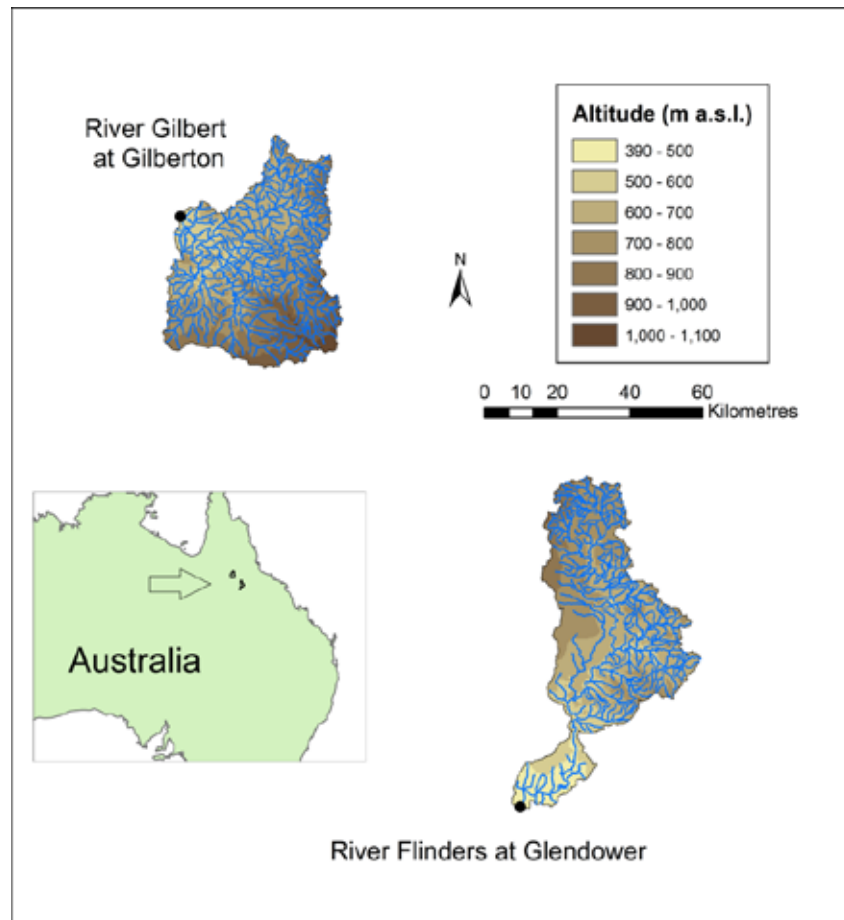 River Gilbert
at Gilberton
Altitude (m a.s.l.)
390 - 500
500 - 600
600 - 700
700 - 800
800 - 900
900 - 1,000
1,000 - 1,100
N
0 10 20 40 60
Kilometres
Australia
River Flinders at Glendower